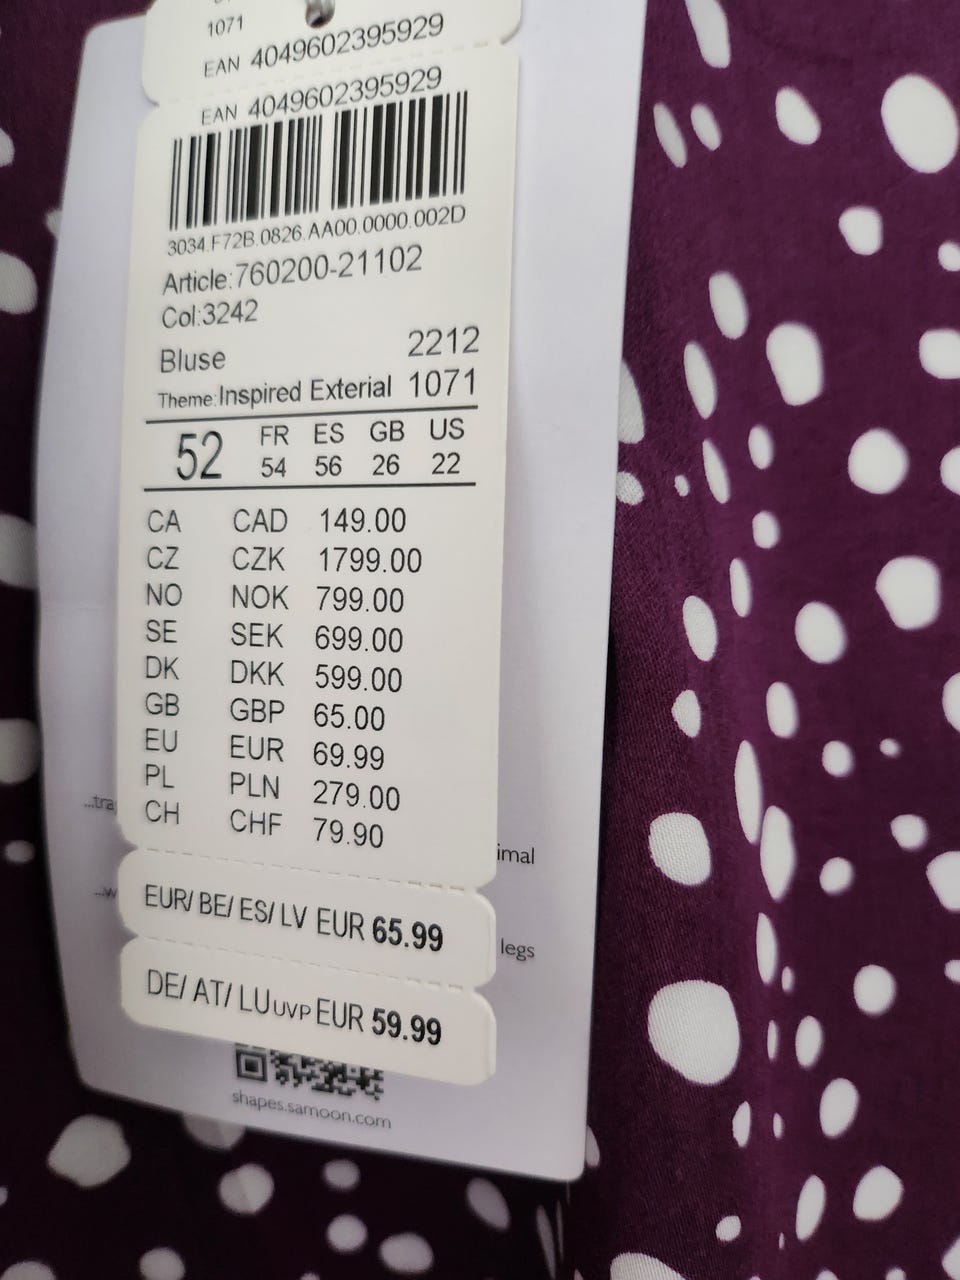 1071
EAN 4049602395929
EAN 4049602395929
3034.F72B.0826.AA00.0000.002D
Article:760200-21102
Col:3242
Bluse 2212
Theme:Inspired Exterial 1071
52 FR ES GB US
54 56 26 22
CA CAD 149.00
CZ CZK 1799.00
NO NOK 799.00
SE SEK 699.00
DK DKK 599.00
GB GBP 65.00
EU EUR 69.99
PL PLN 279.00
CH CHF 79.90
...tra
imal
EUR/ BE/ ES/ LV EUR 65.99
...w
legs
DE/ AT/ LU UVP EUR 59.99
shapes.samoon.com